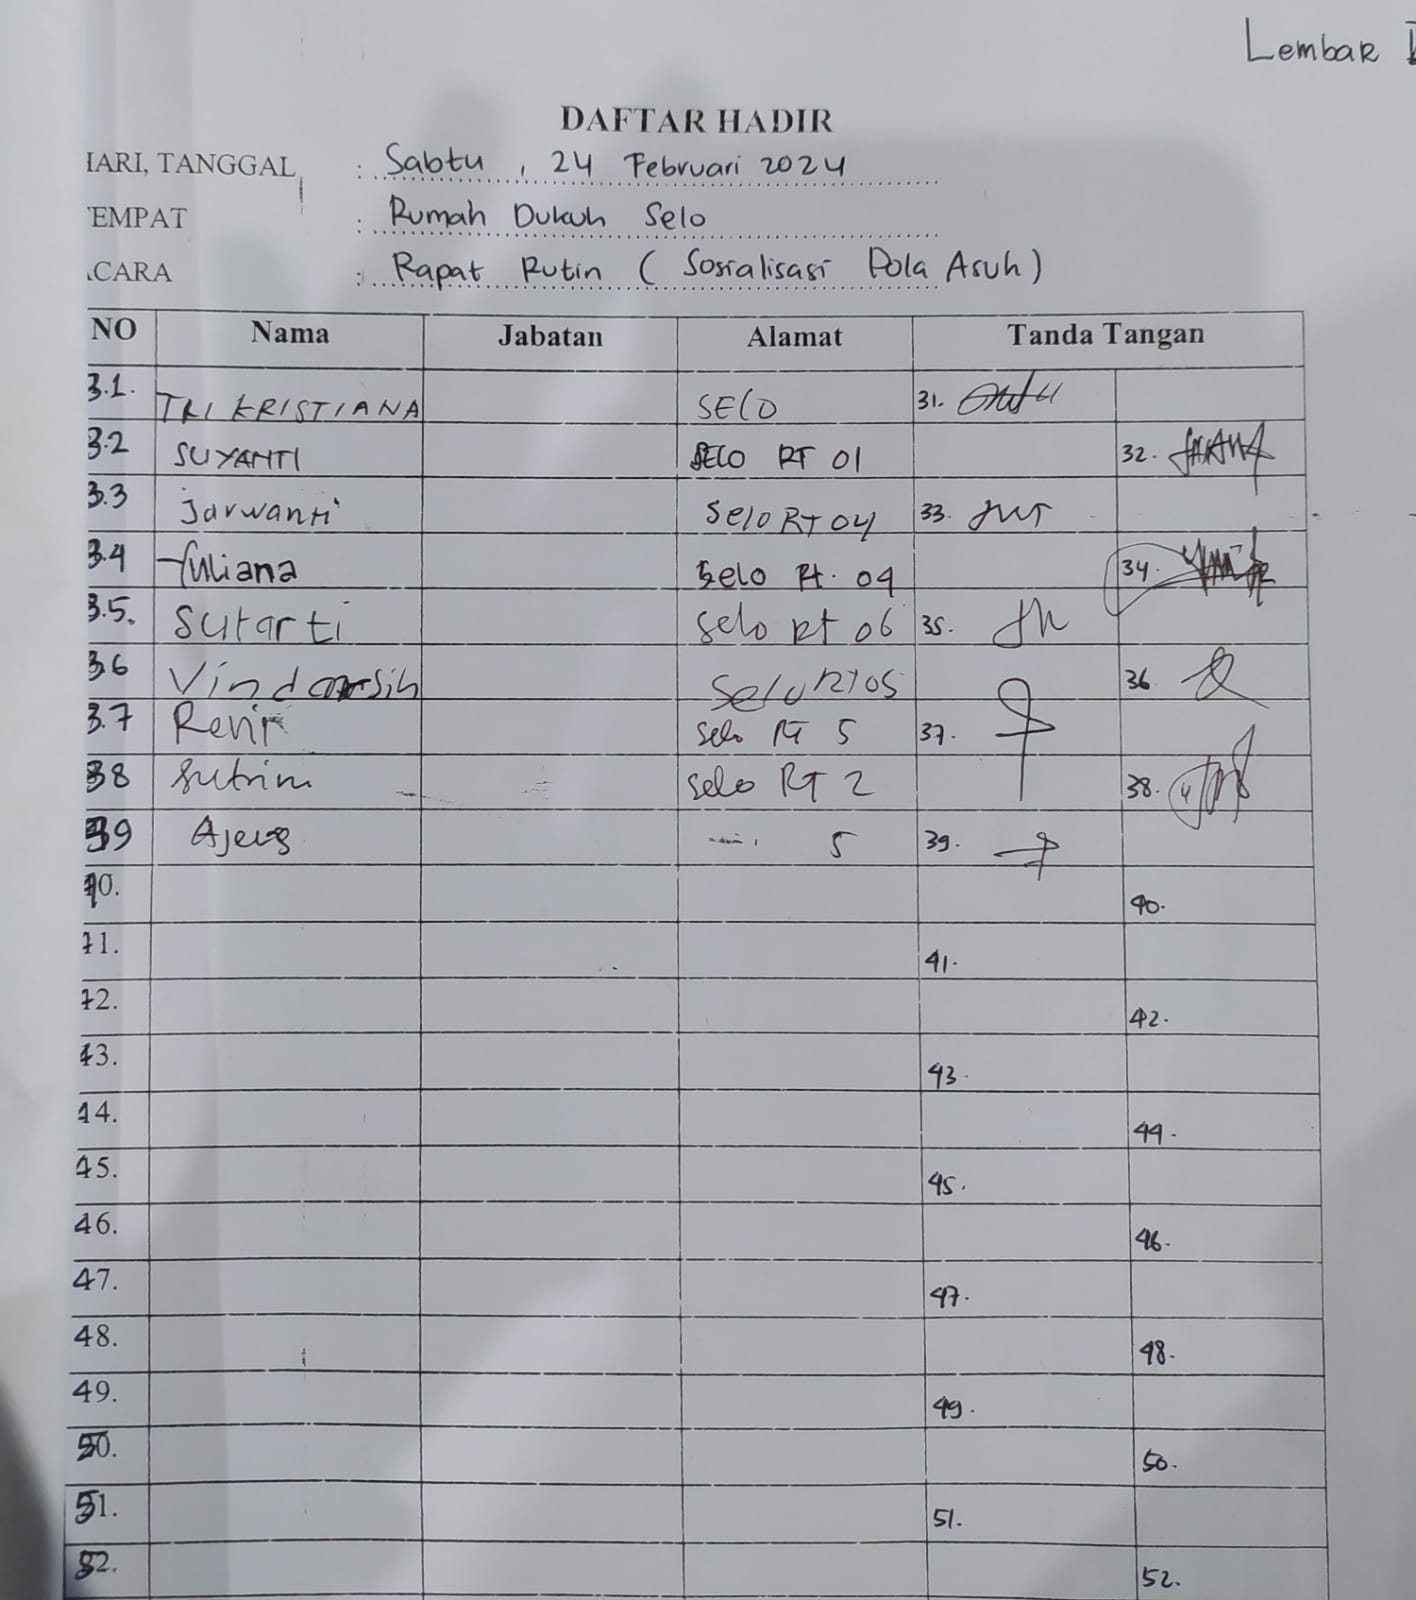 Lembar
DAFTAR HADIR
HARI, TANGGAL : Sabtu, 24 Februari 2024
TEMPAT : Rumah Dukuh Selo
ACARA : Rapat Rutin (Sosialisasi Pola Asuh)
NO Nama Jabatan Alamat Tanda Tangan
31. TRI KRISTIANA SELO 31.
32 SUYANTI SELO RT 01 32.
33 Jarwanti Selo RT 04 33.
34 Yuliana Selo Rt. 04 34.
35. Sutarti Selo Rt 06 35.
36 Selo RT 05 36.
37 Selo RT 5 37.
38 Sutrini Selo RT 2 38.
39 Ajeng 5 39.
40. 40.
41. 41.
42. 42.
43. 43.
44. 44.
45. 45.
46. 46.
47. 47.
48. 48.
49. 49.
50. 50.
51. 51.
52. 52.